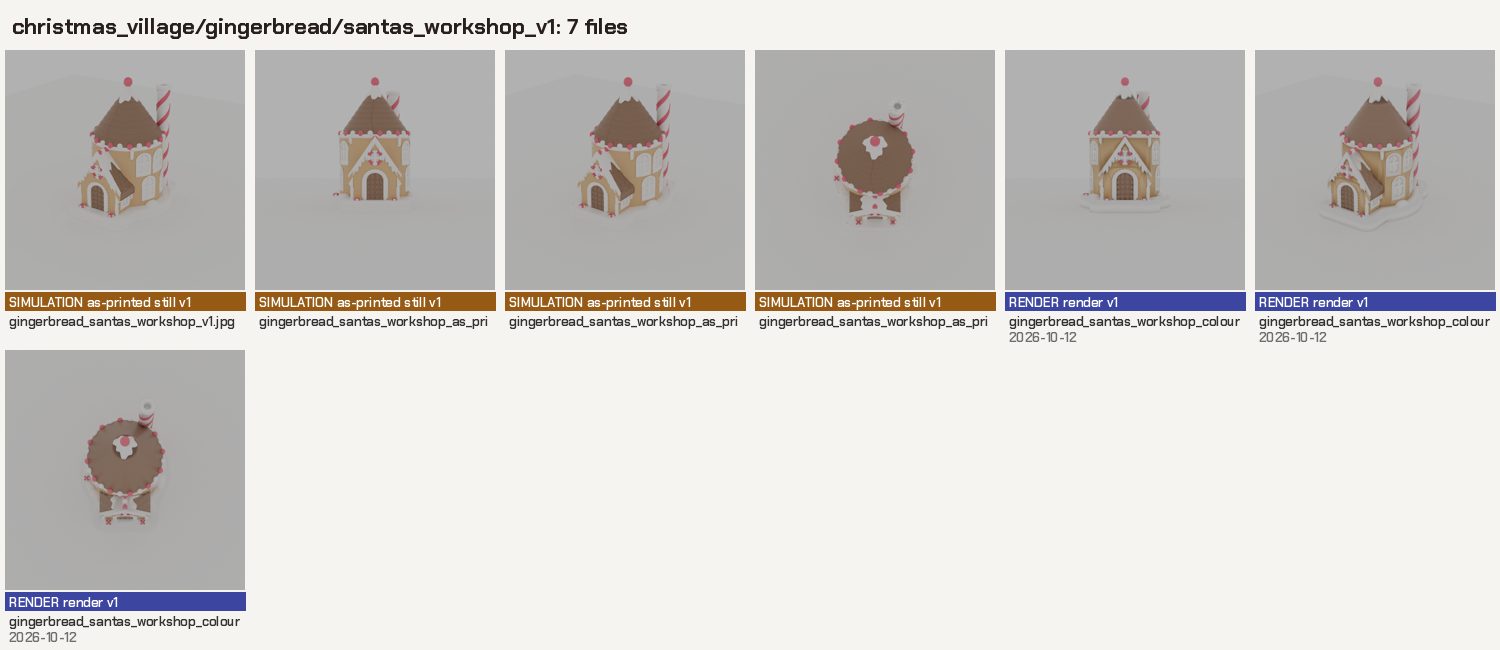 christmas_village/gingerbread/santas_workshop_v1: 7 files
SIMULATION as-printed still v1
gingerbread_santas_workshop_v1.jpg
SIMULATION as-printed still v1
gingerbread_santas_workshop_as_pri
SIMULATION as-printed still v1
gingerbread_santas_workshop_as_pri
SIMULATION as-printed still v1
gingerbread_santas_workshop_as_pri
RENDER render v1
gingerbread_santas_workshop_colour
2026-10-12
RENDER render v1
gingerbread_santas_workshop_colour
2026-10-12
RENDER render v1
gingerbread_santas_workshop_colour
2026-10-12